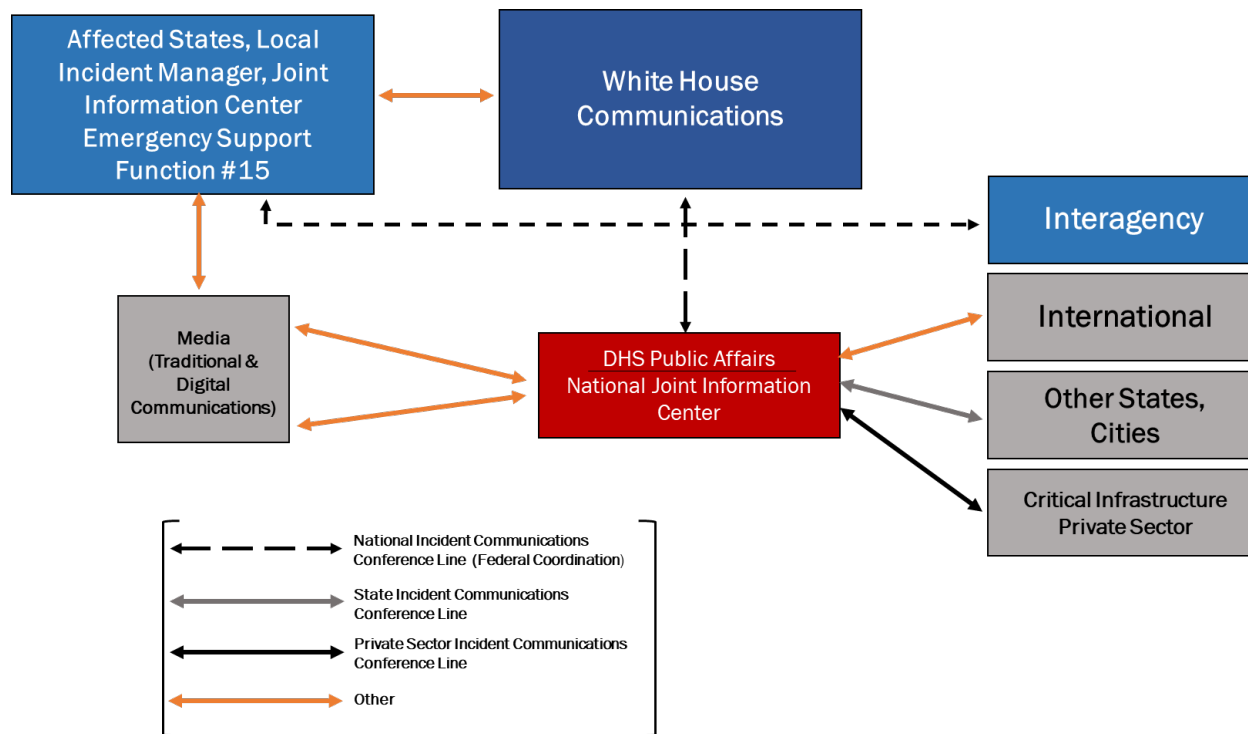 Affected States, Local
Incident Manager, Joint
Information Center
Emergency Support
Function #15
White House
Communications
Interagency
International
Other States,
Cities
Critical Infrastructure
Private Sector
Media
(Traditional &
Digital
Communications)
DHS Public Affairs
National Joint Information
Center
National Incident Communications
Conference Line (Federal Coordination)
State Incident Communications
Conference Line
Private Sector Incident Communications
Conference Line
Other